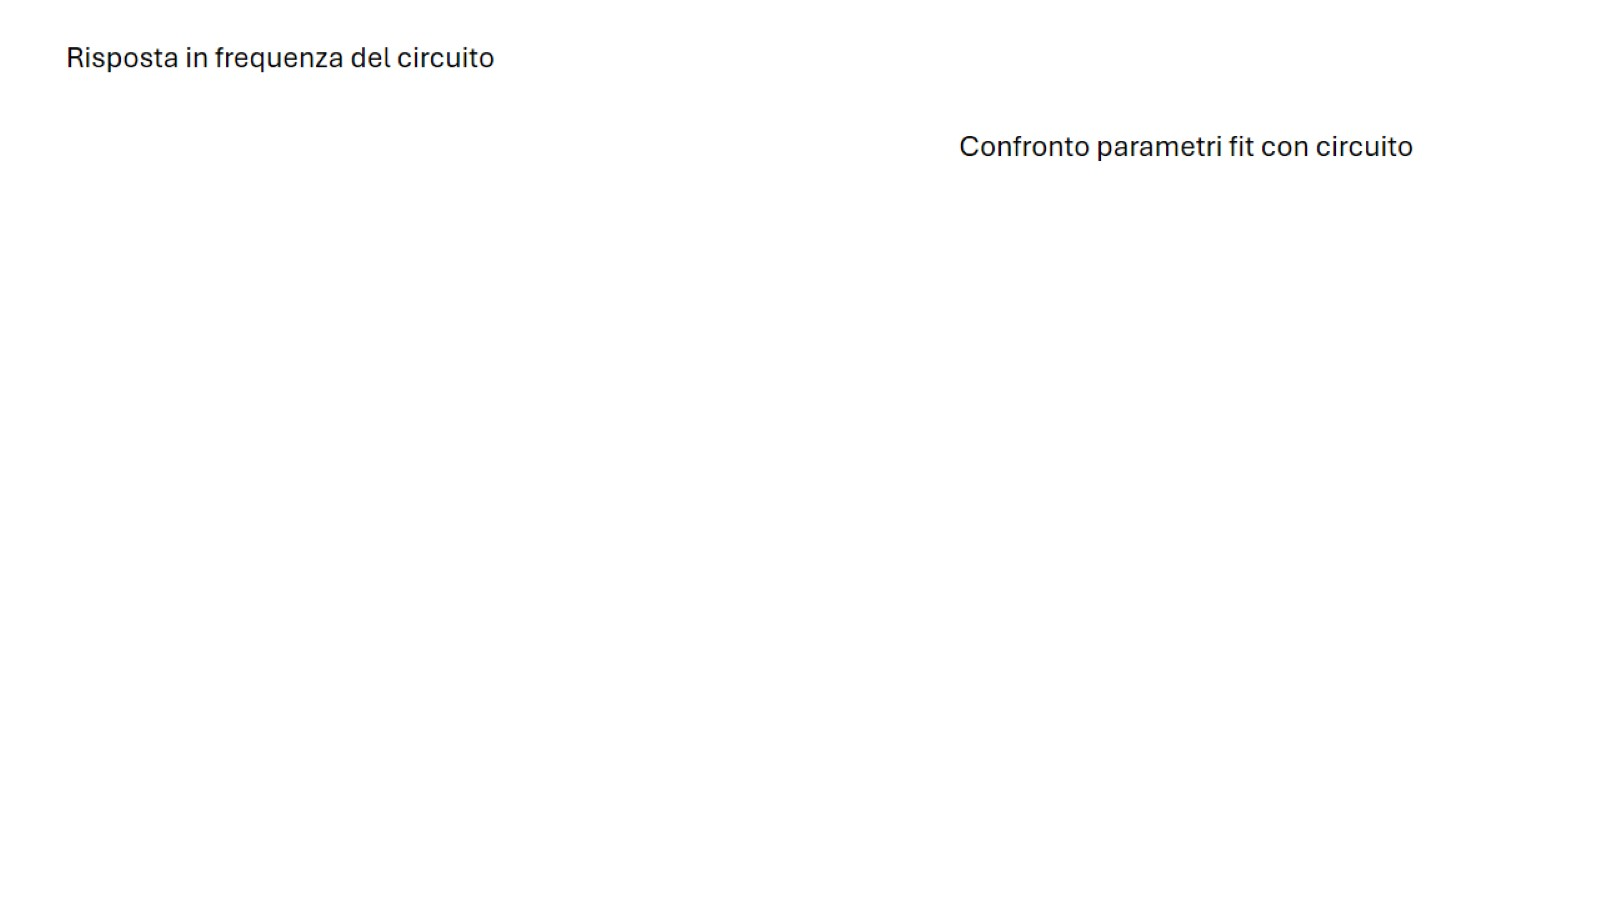 Risposta in frequenza del circuito
Confronto parametri fit con circuito